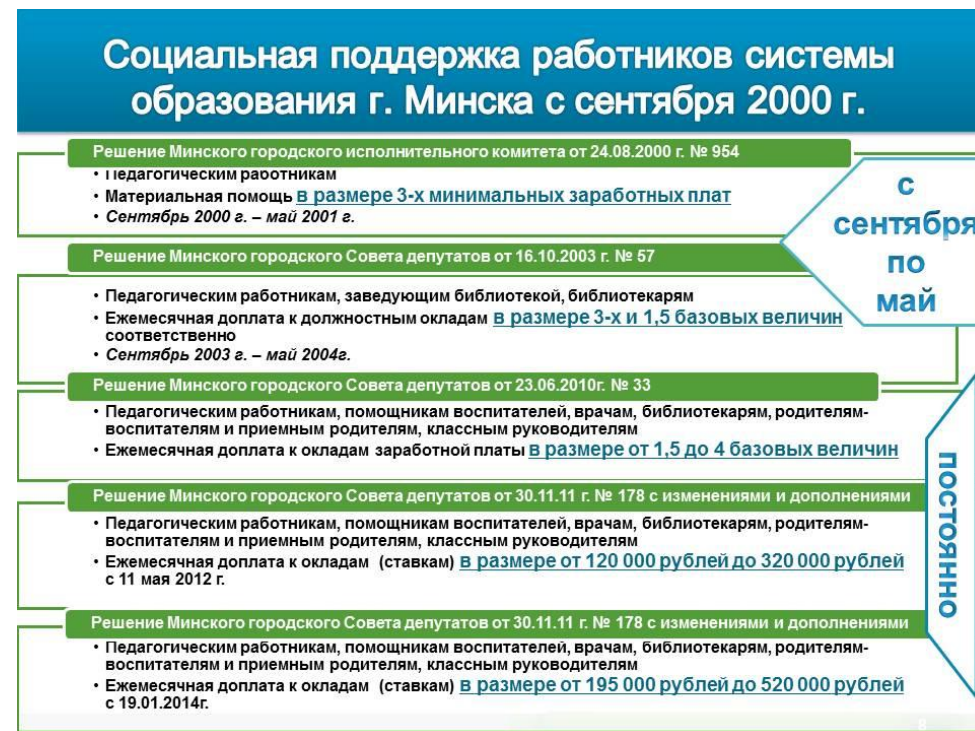 Социальная поддержка работников системы
образования г. Минска с сентября 2000 г.
Решение Минского городского исполнительного комитета от 24.08.2000 г. № 954
• Педагогическим работникам
• Материальная помощь в размере 3-х минимальных заработных плат
• Сентябрь 2000 г. – май 2001 г.
с
сентября
по
май
Решение Минского городского Совета депутатов от 16.10.2003 г. № 57
• Педагогическим работникам, заведующим библиотекой, библиотекарям
• Ежемесячная доплата к должностным окладам в размере 3-х и 1,5 базовых величин
соответственно
• Сентябрь 2003 г. – май 2004г.
Решение Минского городского Совета депутатов от 23.06.2010г. № 33
• Педагогическим работникам, помощникам воспитателей, врачам, библиотекарям, родителям-
воспитателям и приемным родителям, классным руководителям
• Ежемесячная доплата к окладам заработной платы в размере от 1,5 до 4 базовых величин
постоянно
Решение Минского городского Совета депутатов от 30.11.11 г. № 178 с изменениями и дополнениями
• Педагогическим работникам, помощникам воспитателей, врачам, библиотекарям, родителям-
воспитателям и приемным родителям, классным руководителям
• Ежемесячная доплата к окладам (ставкам) в размере от 120 000 рублей до 320 000 рублей
с 11 мая 2012 г.
Решение Минского городского Совета депутатов от 30.11.11 г. № 178 с изменениями и дополнениями
• Педагогическим работникам, помощникам воспитателей, врачам, библиотекарям, родителям-
воспитателям и приемным родителям, классным руководителям
• Ежемесячная доплата к окладам (ставкам) в размере от 195 000 рублей до 520 000 рублей
с 19.01.2014г.
8